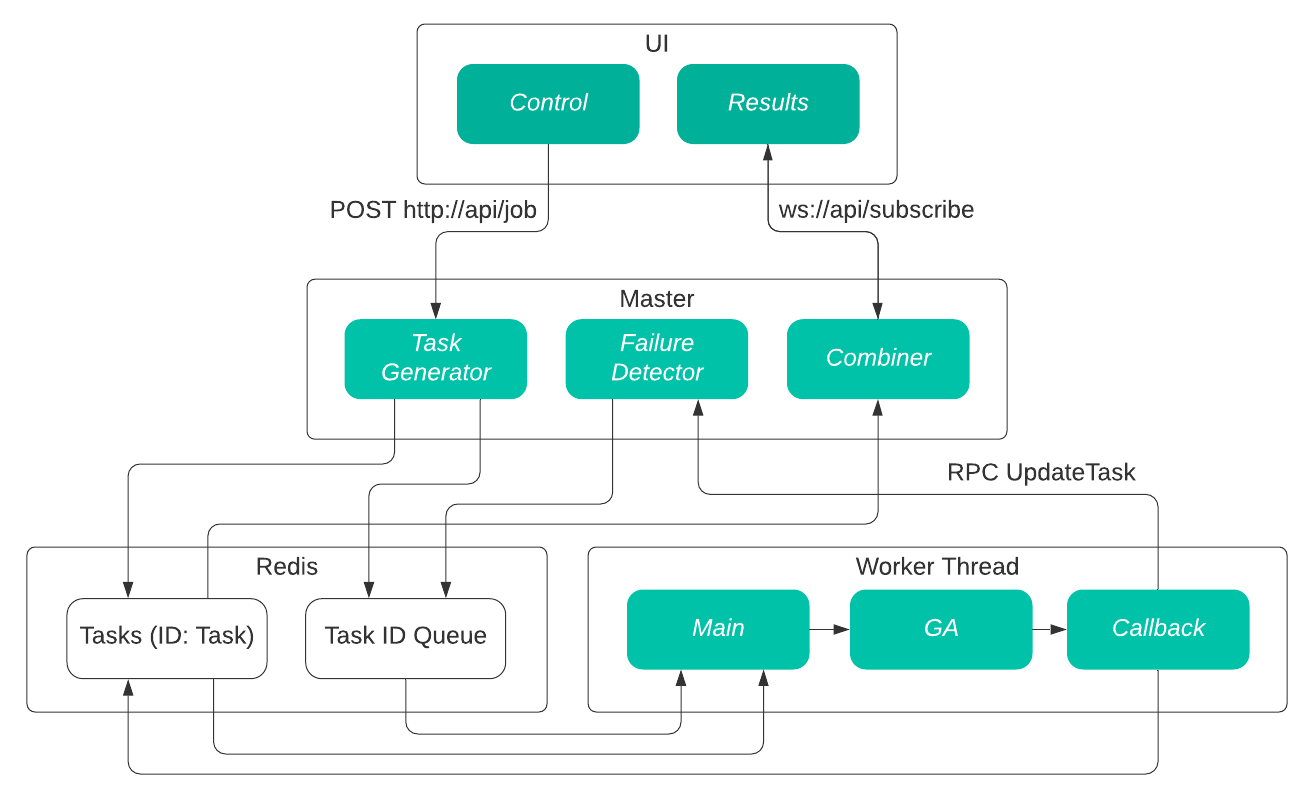 UI
Control
Results
POST http://api/job
ws://api/subscribe
Master
Task
Generator
Failure
Detector
Combiner
RPC UpdateTask
Redis
Worker Thread
Tasks (ID: Task)
Task ID Queue
Main
GA
Callback